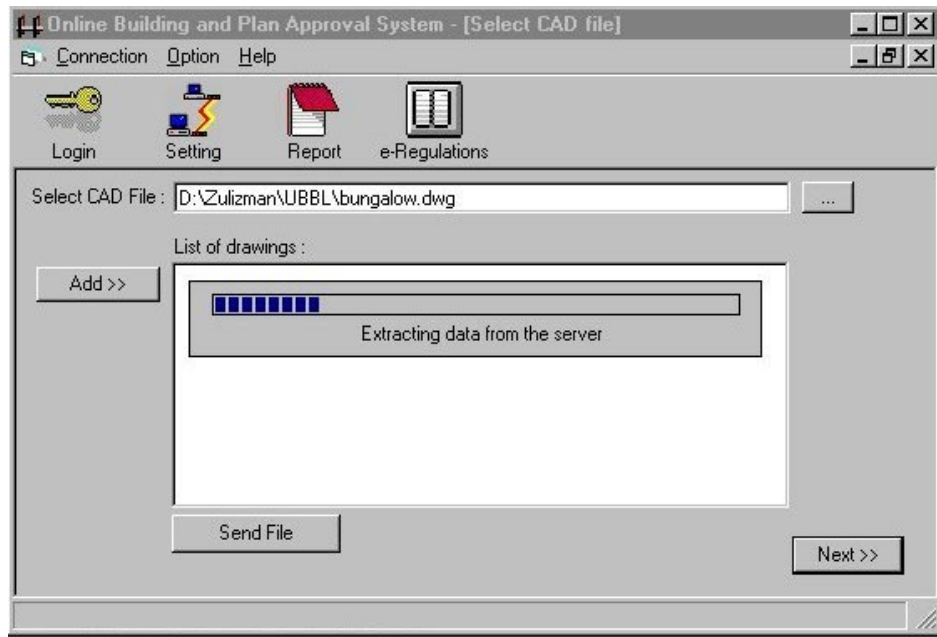 Online Building and Plan Approval System - [Select CAD file]
Connection Option Help
Login Setting Report e-Regulations
Select CAD File : D:\Zulizman\UBBL\bungalow.dwg ...
List of drawings :
Add >>
Extracting data from the server
Send File
Next >>